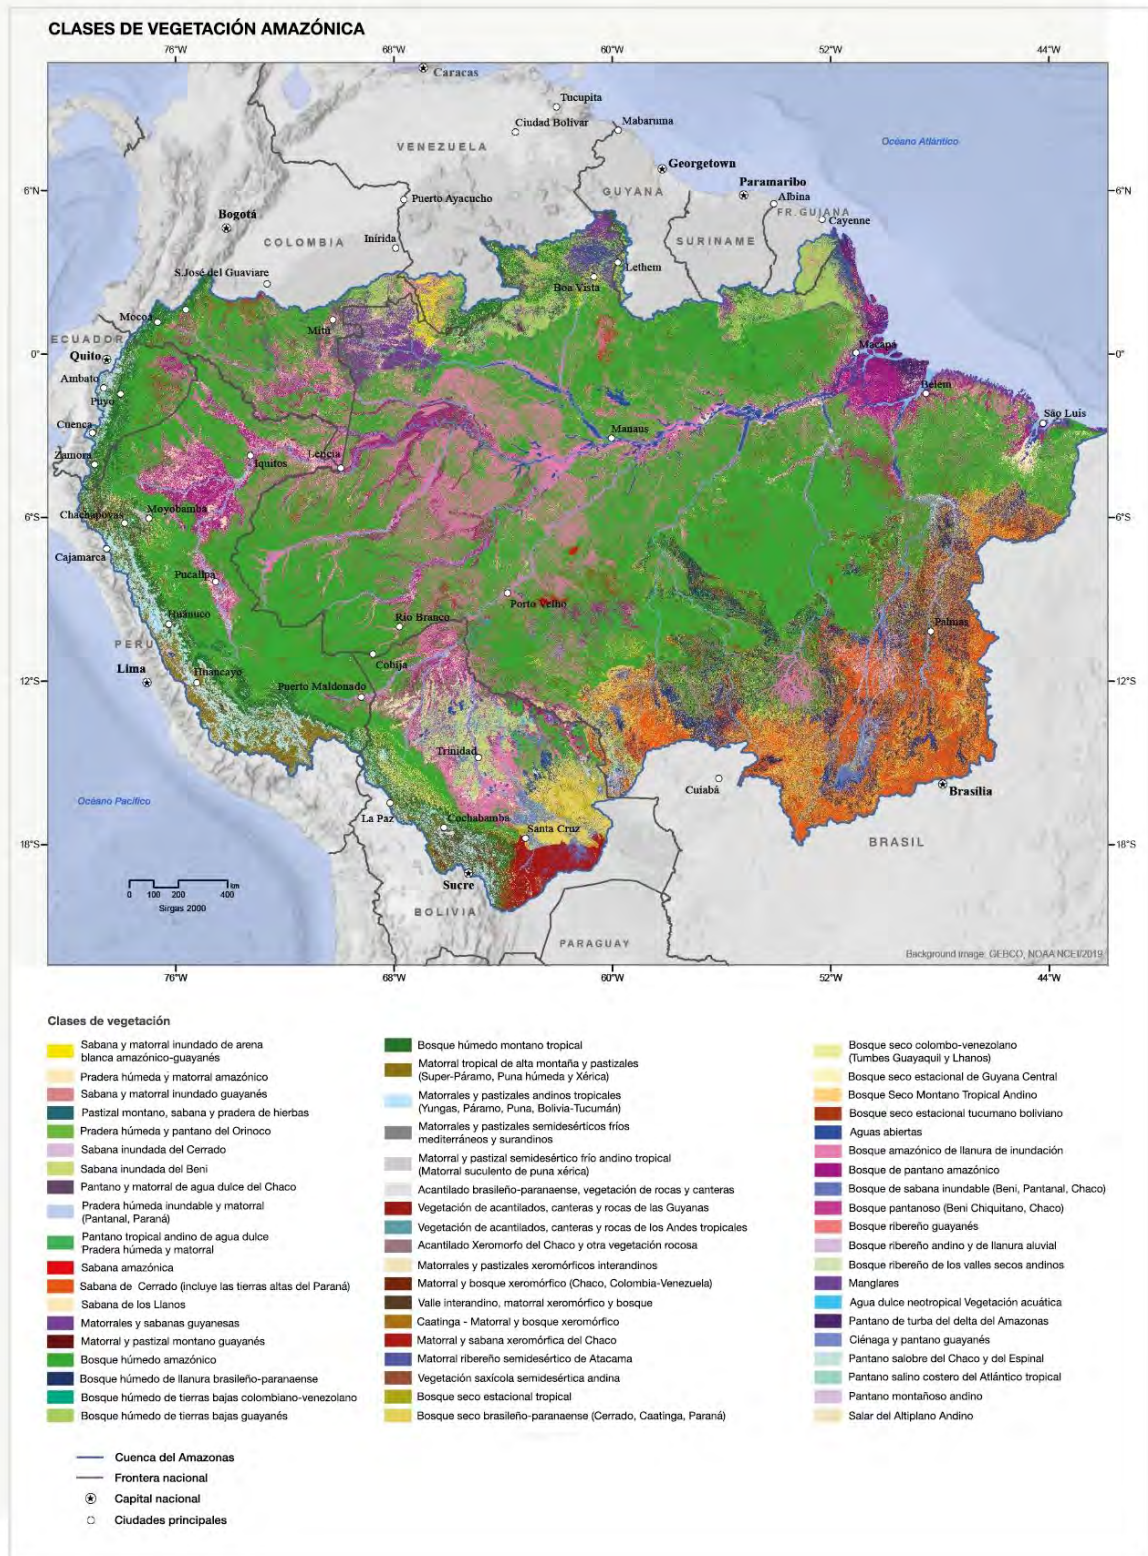 CLASES DE VEGETACIÓN AMAZÓNICA
76°W
68°W
60°W
52°W
44°W
Caracas
Tucupita
Ciudad Bolívar
Mabaruma
VENEZUELA
Océano Atlántico
Georgetown
6°N
GUYANA
Paramaribo
6°N
Puerto Ayacucho
Albina
FR. GUIANA
Bogotá
Cayenne
COLOMBIA
Inírida
SURINAME
S.José del Guaviare
Lethem
Boa Vista
Mocoa
Mitú
ECUADOR
Quito
0°
Macapá
0°
Ambato
Puyo
Belém
Cuenca
Manaus
São Luis
Zamora
Iquitos
Leticia
Chachapoyas
Moyobamba
6°S
6°S
Cajamarca
Pucallpa
Porto Velho
Huánuco
Rio Branco
Palmas
PERU
Cobija
Lima
Huancayo
12°S
Puerto Maldonado
12°S
Trinidad
Cuiabá
Brasília
Océano Pacífico
La Paz
Cochabamba
Santa Cruz
BRASIL
18°S
18°S
Sucre
0 100 200 400 km
Sirgas 2000
BOLIVIA
PARAGUAY
Background image: GEBCO, NOAA NCEI/2019
76°W
68°W
60°W
52°W
44°W
Clases de vegetación
Sabana y matorral inundado de arena
blanca amazónico-guayanés
Pradera húmeda y matorral amazónico
Sabana y matorral inundado guayanés
Pastizal montano, sabana y pradera de hierbas
Pradera húmeda y pantano del Orinoco
Sabana inundada del Cerrado
Sabana inundada del Beni
Pantano y matorral de agua dulce del Chaco
Pradera húmeda inundable y matorral
(Pantanal, Paraná)
Pantano tropical andino de agua dulce
Pradera húmeda y matorral
Sabana amazónica
Sabana de Cerrado (incluye las tierras altas del Paraná)
Sabana de los Llanos
Matorrales y sabanas guyanesas
Matorral y pastizal montano guayanés
Bosque húmedo amazónico
Bosque húmedo de llanura brasileño-paranaense
Bosque húmedo de tierras bajas colombiano-venezolano
Bosque húmedo de tierras bajas guayanés
Bosque húmedo montano tropical
Matorral tropical de alta montaña y pastizales
(Super-Páramo, Puna húmeda y Xérica)
Matorrales y pastizales andinos tropicales
(Yungas, Páramo, Puna, Bolivia-Tucumán)
Matorrales y pastizales semidesérticos fríos
mediterráneos y surandinos
Matorral y pastizal semidesértico frío andino tropical
(Matorral suculento de puna xérica)
Acantilado brasileño-paranaense, vegetación de rocas y canteras
Vegetación de acantilados, canteras y rocas de las Guyanas
Vegetación de acantilados, canteras y rocas de los Andes tropicales
Acantilado Xeromorfo del Chaco y otra vegetación rocosa
Matorrales y pastizales xeromórficos interandinos
Matorral y bosque xeromórfico (Chaco, Colombia-Venezuela)
Valle interandino, matorral xeromórfico y bosque
Caatinga - Matorral y bosque xeromórfico
Matorral y sabana xeromórfica del Chaco
Matorral ribereño semidesértico de Atacama
Vegetación saxícola semidesértica andina
Bosque seco estacional tropical
Bosque seco brasileño-paranaense (Cerrado, Caatinga, Paraná)
Bosque seco colombo-venezolano
(Tumbes Guayaquil y Lhanos)
Bosque seco estacional de Guyana Central
Bosque Seco Montano Tropical Andino
Bosque seco estacional tucumano boliviano
Aguas abiertas
Bosque amazónico de llanura de inundación
Bosque de pantano amazónico
Bosque de sabana inundable (Beni, Pantanal, Chaco)
Bosque pantanoso (Beni Chiquitano, Chaco)
Bosque ribereño guayanés
Bosque ribereño andino y de llanura aluvial
Bosque ribereño de los valles secos andinos
Manglares
Agua dulce neotropical Vegetación acuática
Pantano de turba del delta del Amazonas
Ciénaga y pantano guayanés
Pantano salobre del Chaco y del Espinal
Pantano salino costero del Atlántico tropical
Pantano montañoso andino
Salar del Altiplano Andino
Cuenca del Amazonas
Frontera nacional
Capital nacional
Ciudades principales